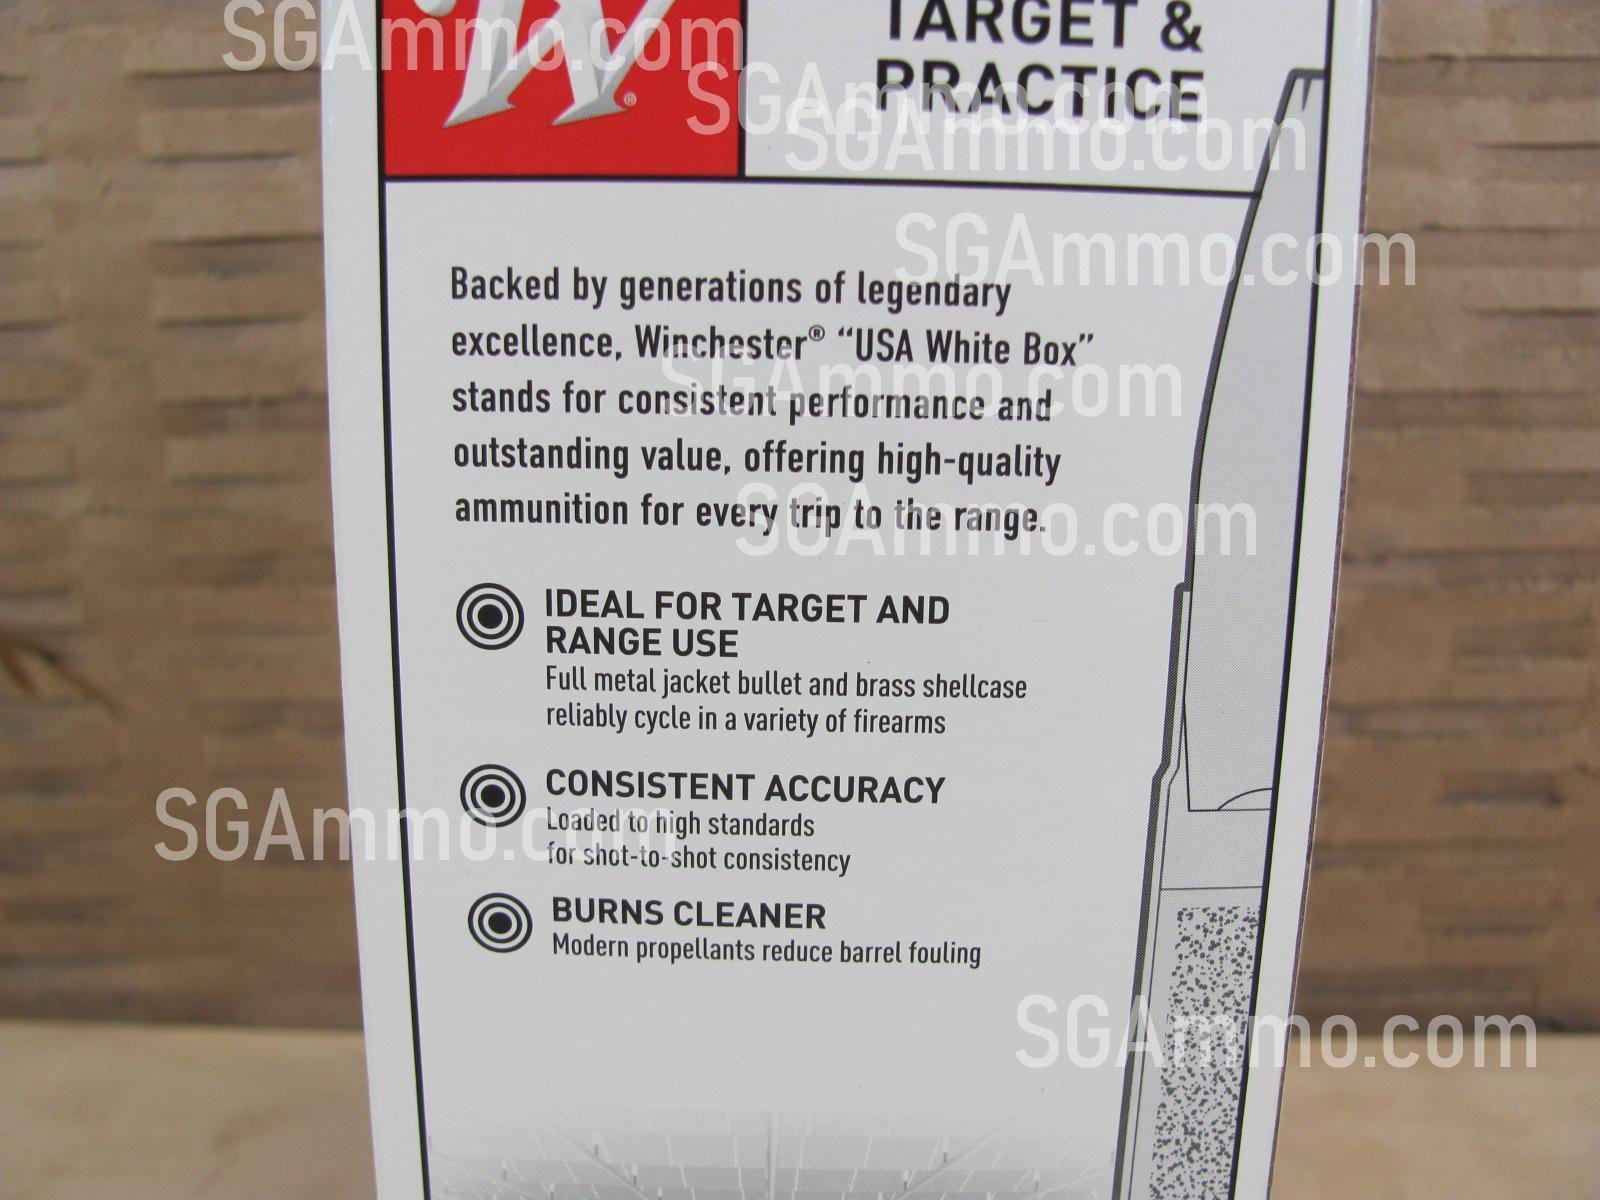 SGAmmo.com
W
®
TARGET &
PRACTICE
SGAmmo.com
SGAmmo.com
SGAmmo.com
Backed by generations of legendary
excellence, Winchester® “USA White Box”
SGAmmo.com
stands for consistent performance and
outstanding value, offering high-quality
ammunition for every trip to the range.
SGAmmo.com
IDEAL FOR TARGET AND
RANGE USE
Full metal jacket bullet and brass shellcase
reliably cycle in a variety of firearms
CONSISTENT ACCURACY
SGAmmo.com
Loaded to high standards
for shot-to-shot consistency
BURNS CLEANER
Modern propellants reduce barrel fouling
SGAmmo.com